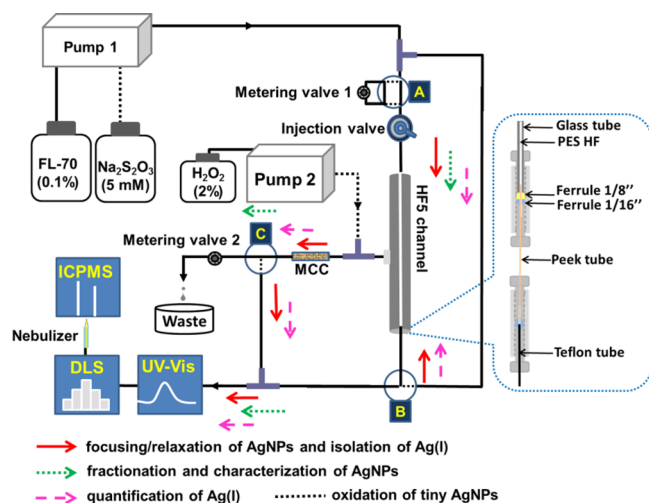 Pump 1
A
Metering valve 1
Injection valve
FL-70
(0.1%)
Na₂S₂O₃
(5 mM)
H₂O₂
(2%)
Pump 2
HF5 channel
C
Metering valve 2
MCC
Waste
ICPMS
Nebulizer
DLS
UV-Vis
B
Glass tube
PES HF
Ferrule 1/8’’
Ferrule 1/16’’
Peek tube
Teflon tube
focusing/relaxation of AgNPs and isolation of Ag(I)
fractionation and characterization of AgNPs
quantification of Ag(I)
oxidation of tiny AgNPs